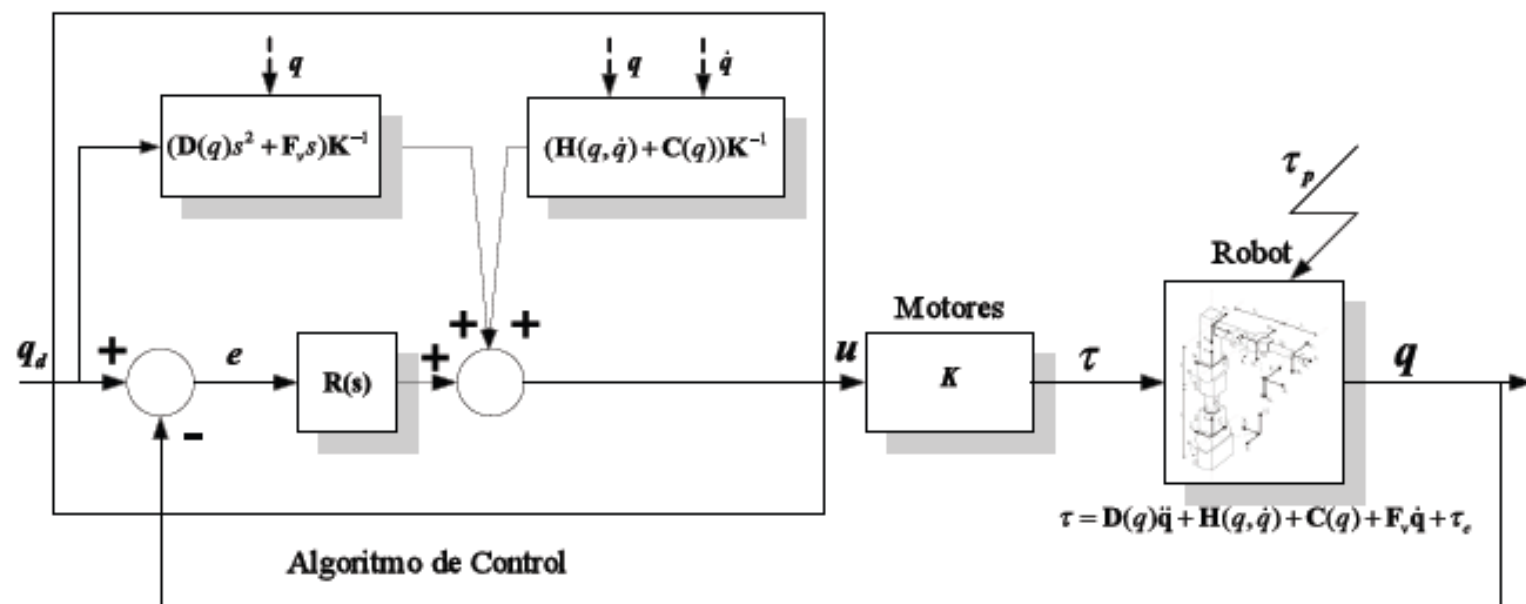 q q q̇
(D(q)s² + F_v s)K⁻¹
(H(q, q̇) + C(q))K⁻¹
τ_p
Robot
Motores
+ +
q_d + e R(s) + u K τ q
-
τ = D(q)q̈ + H(q, q̇) + C(q) + F_v q̇ + τ_e
Algoritmo de Control